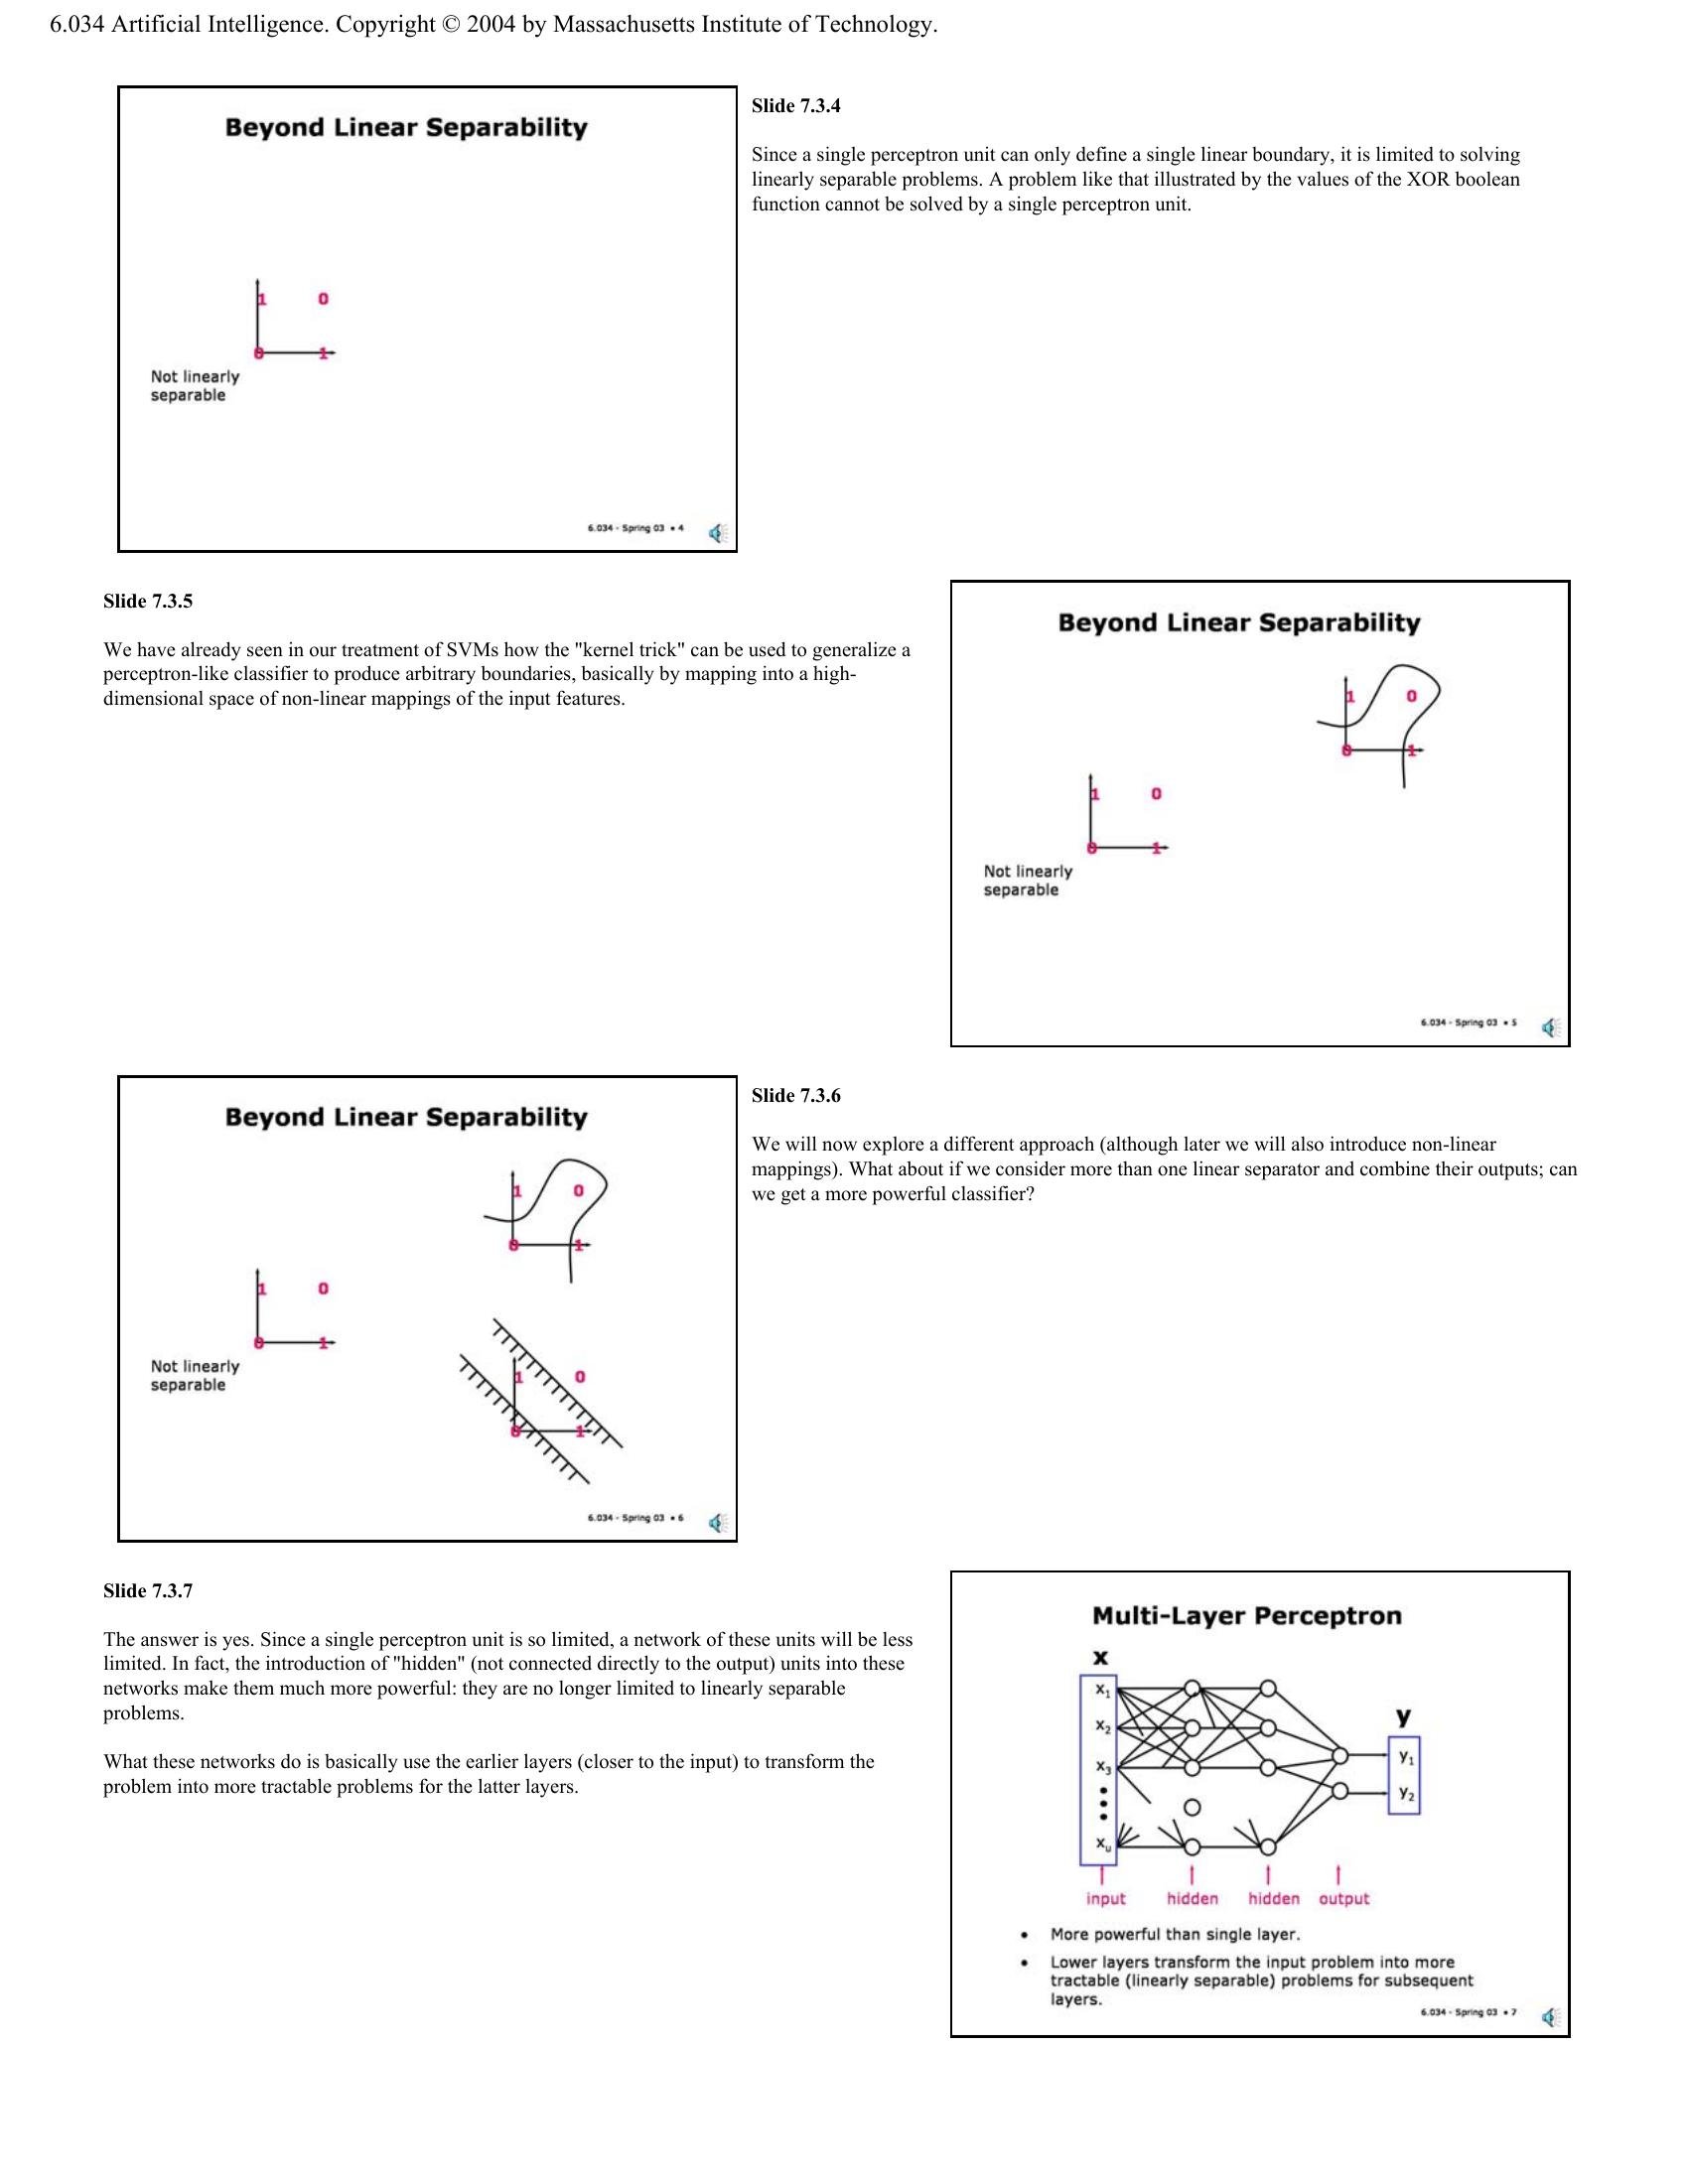 6.034 Artificial Intelligence. Copyright © 2004 by Massachusetts Institute of Technology.
Beyond Linear Separability
1 0
0 1
Not linearly
separable
6.034 - Spring 03 • 4
Slide 7.3.4
Since a single perceptron unit can only define a single linear boundary, it is limited to solving
linearly separable problems. A problem like that illustrated by the values of the XOR boolean
function cannot be solved by a single perceptron unit.
Slide 7.3.5
We have already seen in our treatment of SVMs how the "kernel trick" can be used to generalize a
perceptron-like classifier to produce arbitrary boundaries, basically by mapping into a high-
dimensional space of non-linear mappings of the input features.
Beyond Linear Separability
1 0
0 1
1 0
0 1
Not linearly
separable
6.034 - Spring 03 • 5
Beyond Linear Separability
1 0
0 1
1 0
0 1
Not linearly
separable
1 0
0 1
6.034 - Spring 03 • 6
Slide 7.3.6
We will now explore a different approach (although later we will also introduce non-linear
mappings). What about if we consider more than one linear separator and combine their outputs; can
we get a more powerful classifier?
Slide 7.3.7
The answer is yes. Since a single perceptron unit is so limited, a network of these units will be less
limited. In fact, the introduction of "hidden" (not connected directly to the output) units into these
networks make them much more powerful: they are no longer limited to linearly separable
problems.
What these networks do is basically use the earlier layers (closer to the input) to transform the
problem into more tractable problems for the latter layers.
Multi-Layer Perceptron
x
x₁
x₂
x₃
xᵤ
y
y₁
y₂
input hidden hidden output
• More powerful than single layer.
• Lower layers transform the input problem into more
tractable (linearly separable) problems for subsequent
layers.
6.034 - Spring 03 • 7